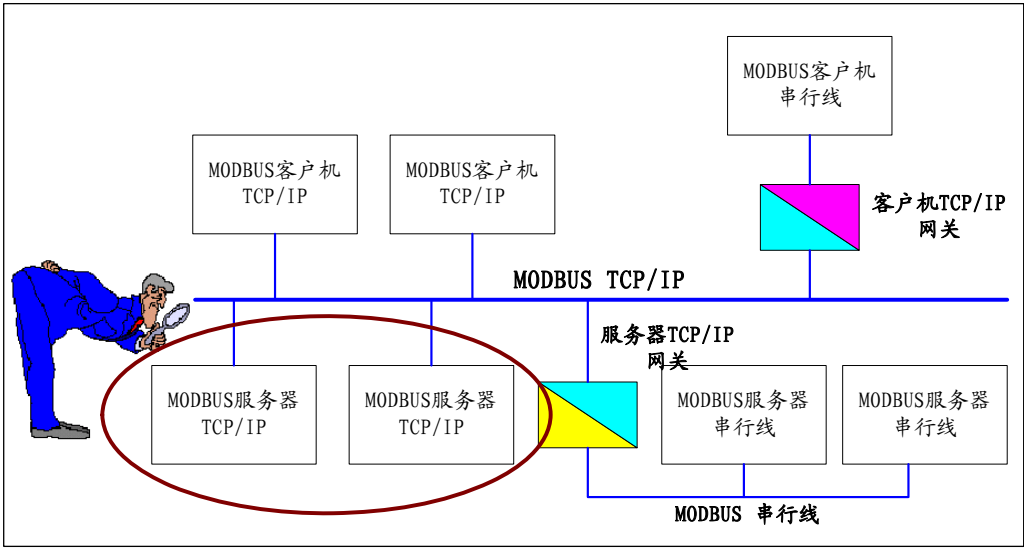 MODBUS客户机
串行线
MODBUS客户机
TCP/IP
MODBUS客户机
TCP/IP
客户机TCP/IP
网关
MODBUS TCP/IP
服务器TCP/IP
网关
MODBUS服务器
TCP/IP
MODBUS服务器
TCP/IP
MODBUS服务器
串行线
MODBUS服务器
串行线
MODBUS 串行线